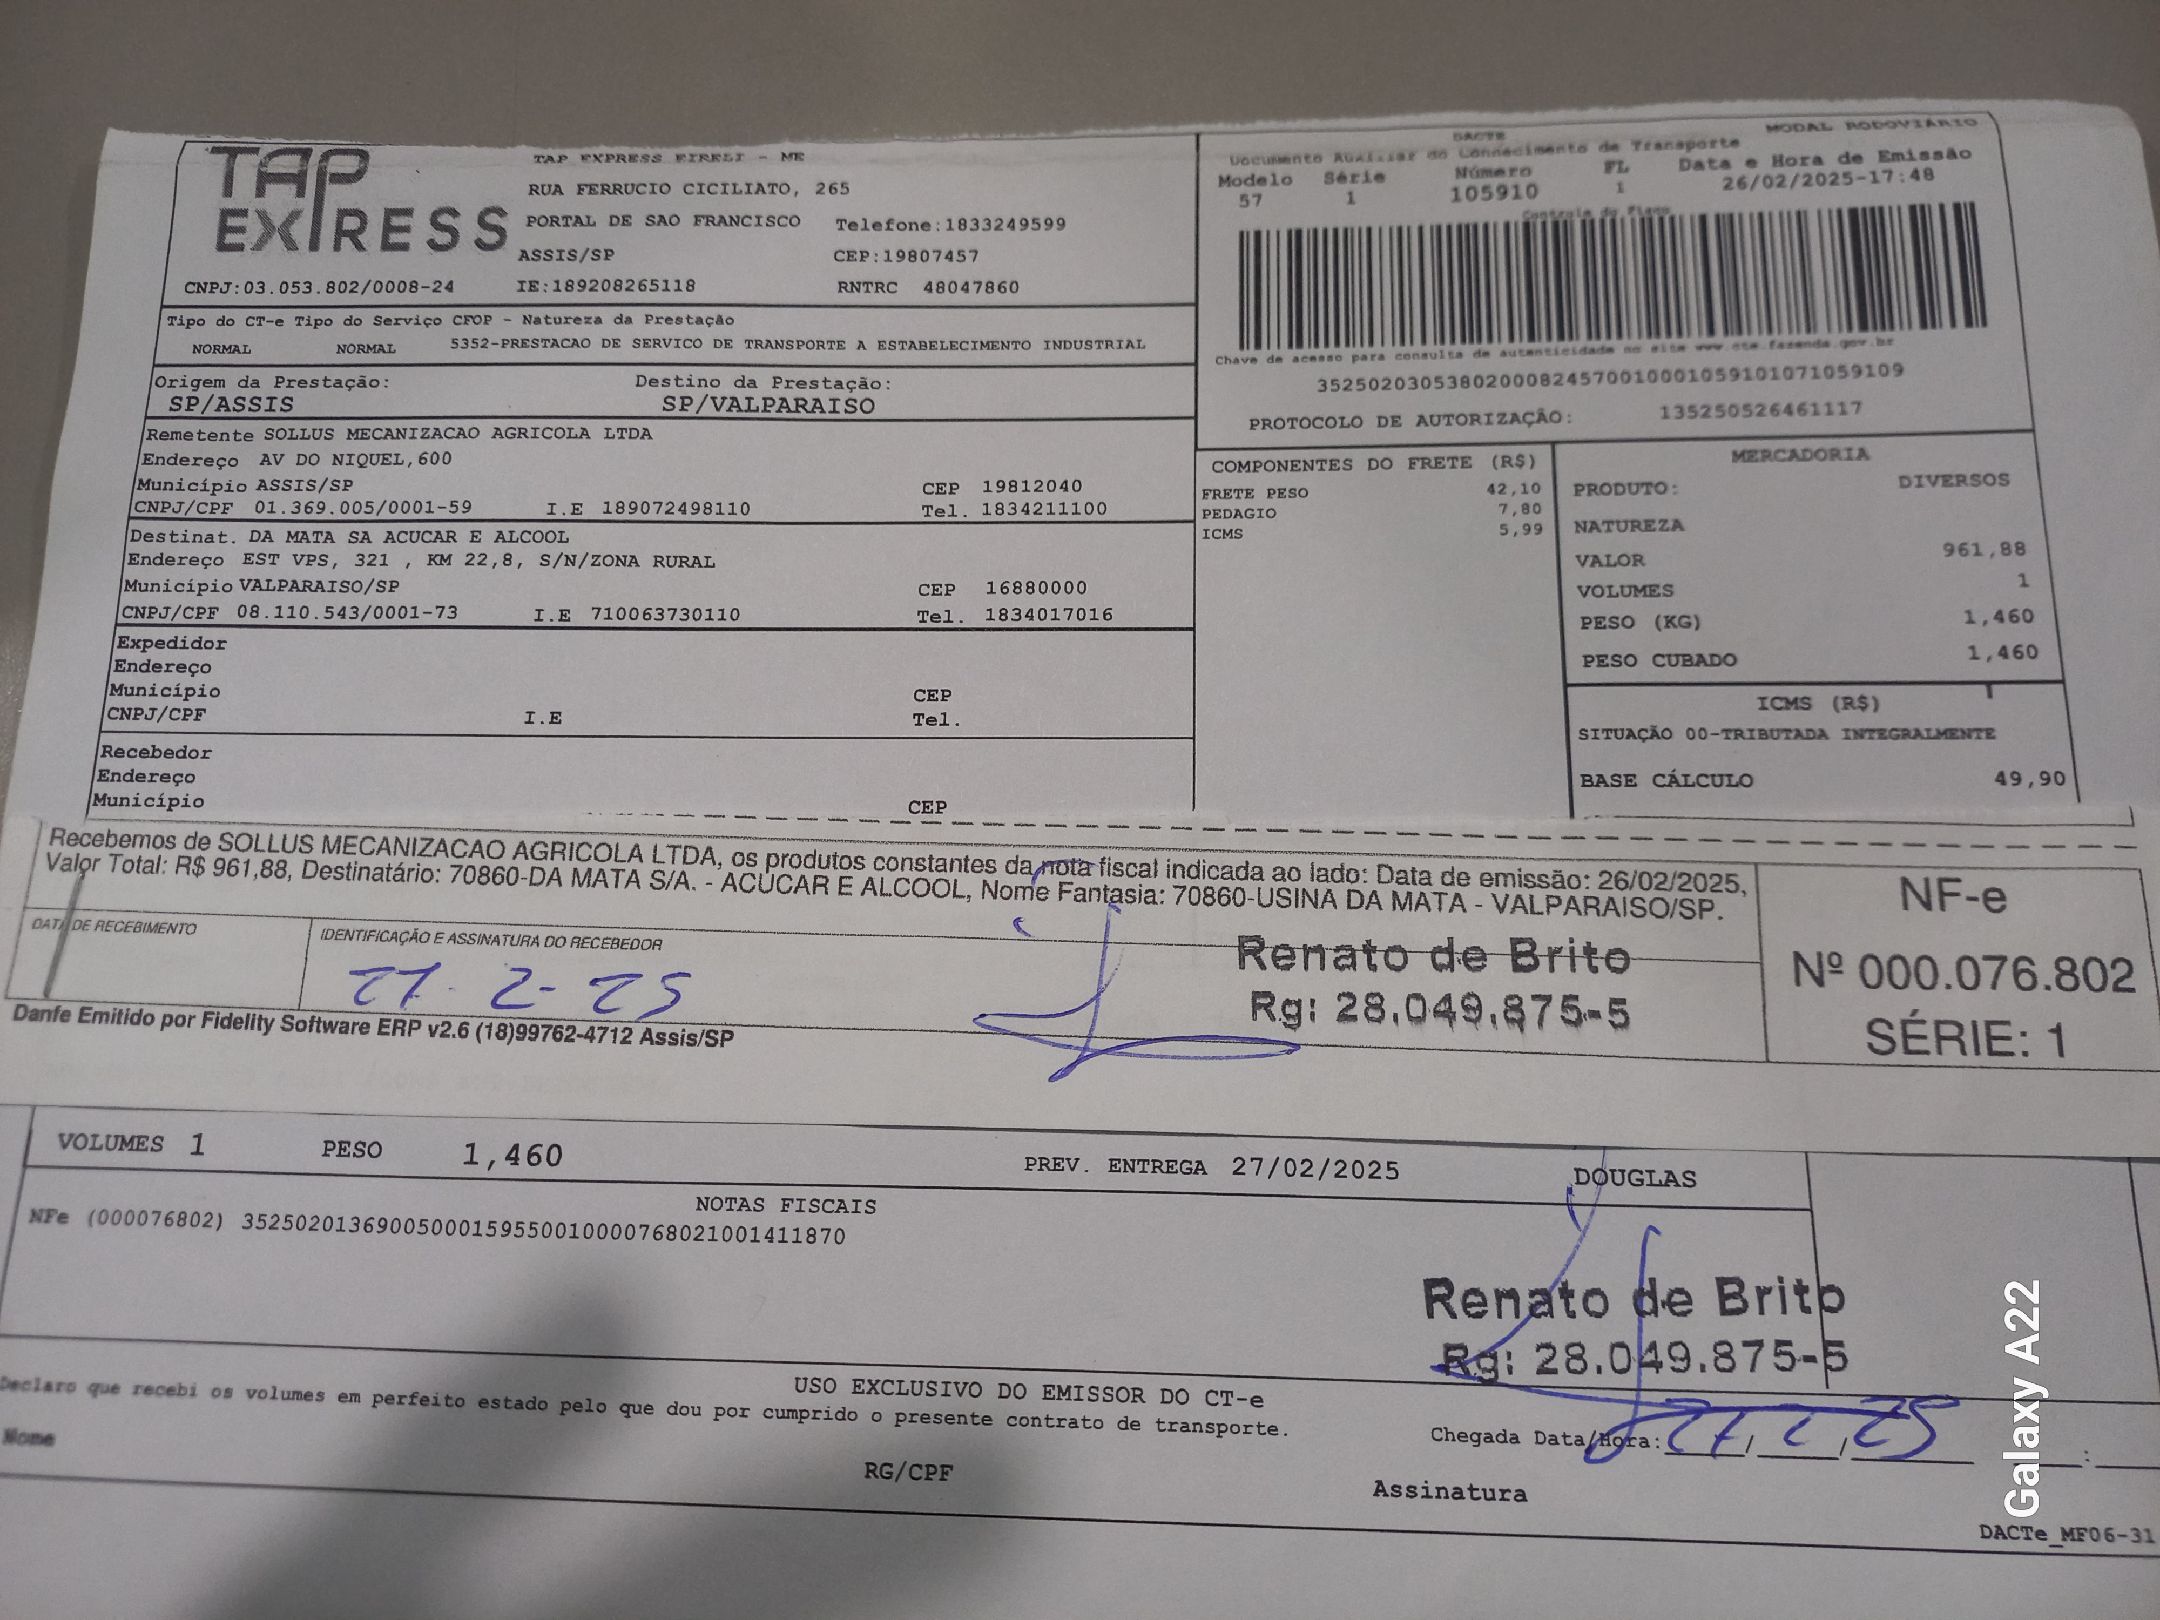 TAP EXPRESS
TAP EXPRESS EIRELI - ME
RUA FERRUCIO CICILIATO, 265
PORTAL DE SAO FRANCISCO Telefone:1833249599
ASSIS/SP CEP:19807457
CNPJ:03.053.802/0008-24 IE:189208265118 RNTRC 48047860
Tipo do CT-e Tipo do Serviço CFOP - Natureza da Prestação
NORMAL NORMAL 5352-PRESTACAO DE SERVICO DE TRANSPORTE A ESTABELECIMENTO INDUSTRIAL
Origem da Prestação: Destino da Prestação:
SP/ASSIS SP/VALPARAISO
Remetente SOLLUS MECANIZACAO AGRICOLA LTDA
Endereço AV DO NIQUEL,600
Município ASSIS/SP CEP 19812040
CNPJ/CPF 01.369.005/0001-59 I.E 189072498110 Tel. 1834211100
Destinat. DA MATA SA ACUCAR E ALCOOL
Endereço EST VPS, 321 , KM 22,8, S/N/ZONA RURAL
Município VALPARAISO/SP CEP 16880000
CNPJ/CPF 08.110.543/0001-73 I.E 710063730110 Tel. 1834017016
Expedidor
Endereço
Município CEP
CNPJ/CPF I.E Tel.
Recebedor
Endereço
Município CEP
DACTE MODAL RODOVIÁRIO
Documento Auxiliar do Conhecimento de Transporte
Modelo Série Número FL Data e Hora de Emissão
57 1 105910 1 26/02/2025-17:48
Controle do Fisco
Chave de acesso para consulta de autenticidade no site www.cte.fazenda.gov.br
35250203053802000824570010001059101071059109
PROTOCOLO DE AUTORIZAÇÃO: 135250526461117
COMPONENTES DO FRETE (R$)
FRETE PESO 42,10
PEDAGIO 7,80
ICMS 5,99
MERCADORIA
PRODUTO: DIVERSOS
NATUREZA
VALOR 961,88
VOLUMES 1
PESO (KG) 1,460
PESO CUBADO 1,460
ICMS (R$)
SITUAÇÃO 00-TRIBUTADA INTEGRALMENTE
BASE CÁLCULO 49,90
Recebemos de SOLLUS MECANIZACAO AGRICOLA LTDA, os produtos constantes da nota fiscal indicada ao lado: Data de emissão: 26/02/2025,
Valor Total: R$ 961,88, Destinatário: 70860-DA MATA S/A. - ACUCAR E ALCOOL, Nome Fantasia: 70860-USINA DA MATA - VALPARAISO/SP.
DATA DE RECEBIMENTO IDENTIFICAÇÃO E ASSINATURA DO RECEBEDOR
27-2-25
Renato de Brito
Rg: 28.049.875-5
NF-e
Nº 000.076.802
SÉRIE: 1
Danfe Emitido por Fidelity Software ERP v2.6 (18)99762-4712 Assis/SP
VOLUMES 1 PESO 1,460 PREV. ENTREGA 27/02/2025 DOUGLAS
NOTAS FISCAIS
NFe (000076802) 35250201369005000159550010000768021001411870
Renato de Brito
Rg: 28.049.875-5
USO EXCLUSIVO DO EMISSOR DO CT-e
Declaro que recebi os volumes em perfeito estado pelo que dou por cumprido o presente contrato de transporte.
Nome RG/CPF Chegada Data/Hora: 27/2/25 :
Assinatura
DACTe_MF06-31
Galaxy A22